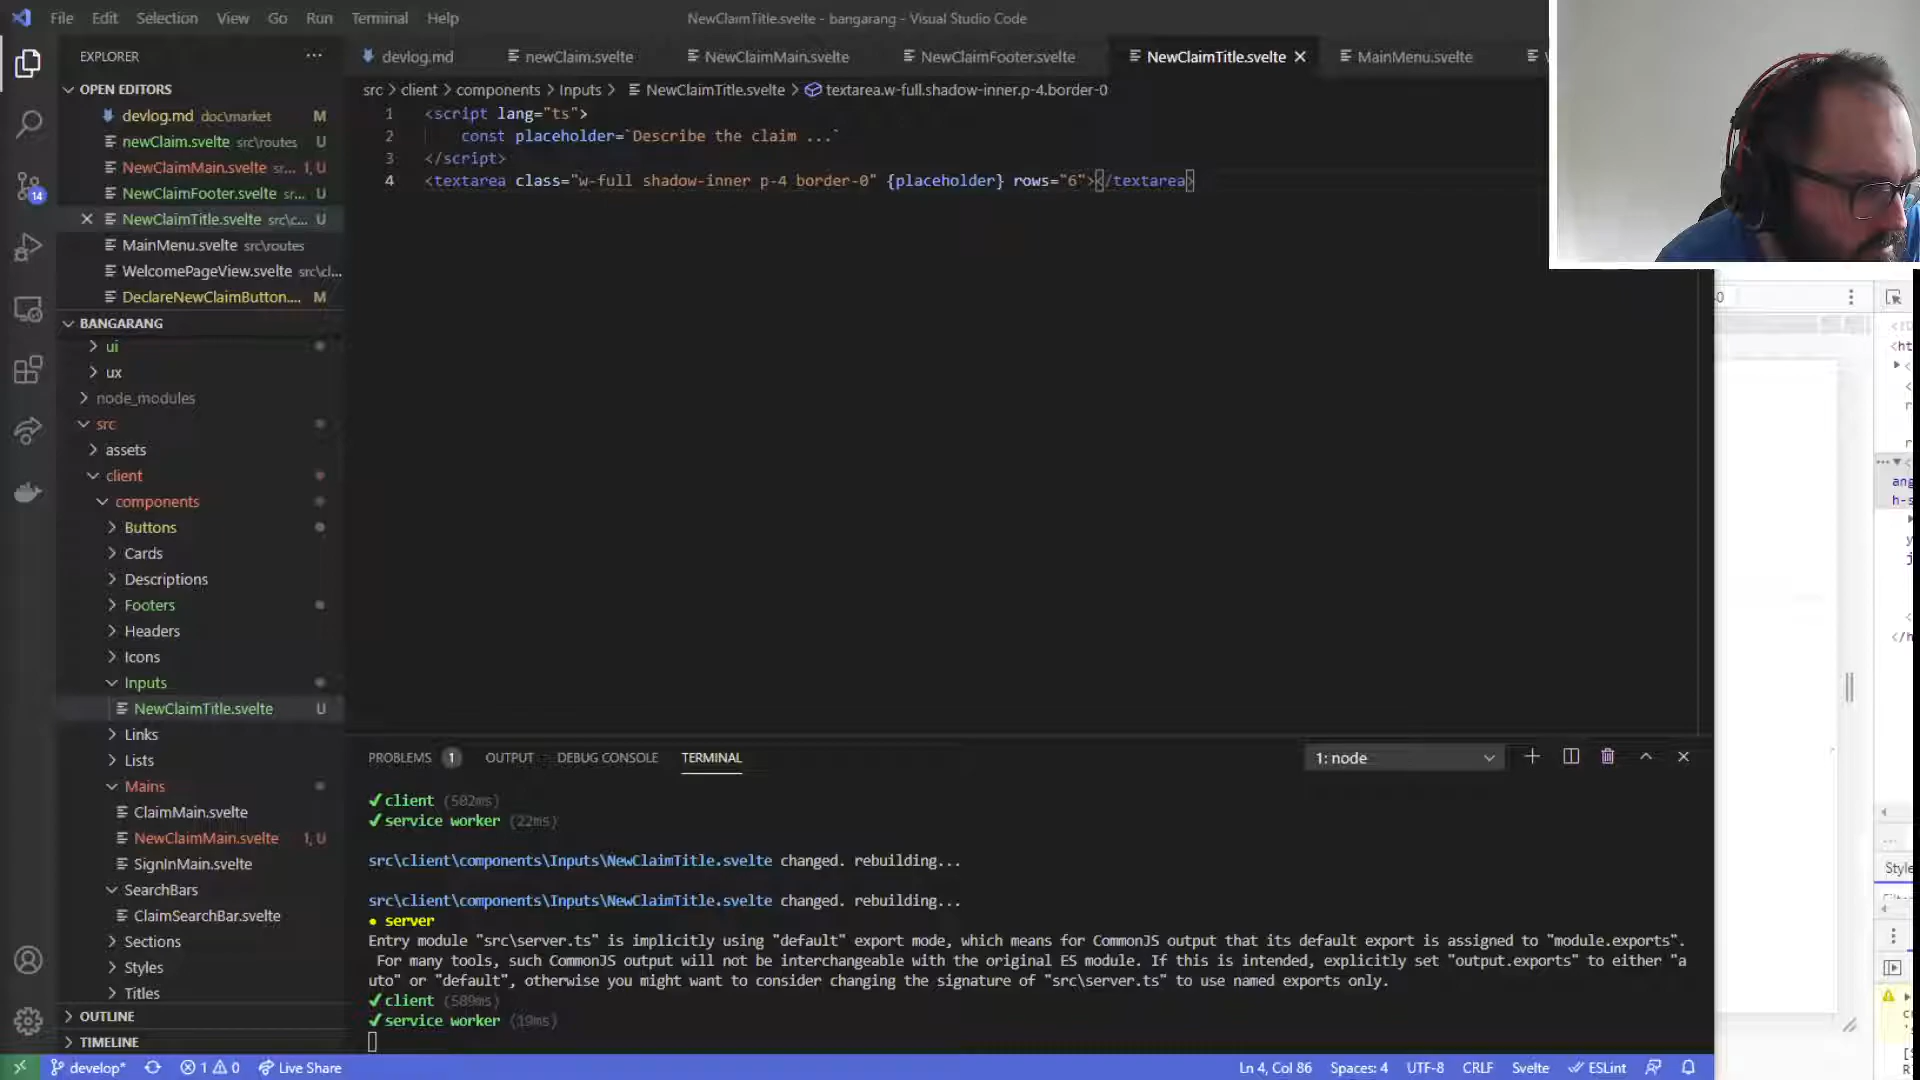 File Edit Selection View Go Run Terminal Help
NewClaimTitle.svelte - bangarang - Visual Studio Code
EXPLORER
OPEN EDITORS
devlog.md doc\market M
newClaim.svelte src\routes U
NewClaimMain.svelte sr... 1, U
NewClaimFooter.svelte sr... U
NewClaimTitle.svelte src\c... U
MainMenu.svelte src\routes
WelcomePageView.svelte src\cl...
DeclareNewClaimButton.... M
BANGARANG
ui
ux
node_modules
src
assets
client
components
Buttons
Cards
Descriptions
Footers
Headers
Icons
Inputs
NewClaimTitle.svelte U
Links
Lists
Mains
ClaimMain.svelte
NewClaimMain.svelte 1, U
SignInMain.svelte
SearchBars
ClaimSearchBar.svelte
Sections
Styles
Titles
OUTLINE
TIMELINE
14
devlog.md newClaim.svelte NewClaimMain.svelte NewClaimFooter.svelte NewClaimTitle.svelte MainMenu.svelte
src > client > components > Inputs > NewClaimTitle.svelte > textarea.w-full.shadow-inner.p-4.border-0
1 <script lang="ts">
2 const placeholder=`Describe the claim ...`
3 </script>
4 <textarea class="w-full shadow-inner p-4 border-0" {placeholder} rows="6"></textarea>
PROBLEMS 1 OUTPUT DEBUG CONSOLE TERMINAL
1: node
✔ client (502ms)
✔ service worker (22ms)
src\client\components\Inputs\NewClaimTitle.svelte changed. rebuilding...
src\client\components\Inputs\NewClaimTitle.svelte changed. rebuilding...
• server
Entry module "src\server.ts" is implicitly using "default" export mode, which means for CommonJS output that its default export is assigned to "module.exports".
For many tools, such CommonJS output will not be interchangeable with the original ES module. If this is intended, explicitly set "output.exports" to either "a
uto" or "default", otherwise you might want to consider changing the signature of "src\server.ts" to use named exports only.
✔ client (589ms)
✔ service worker (19ms)
develop* 1 0 Live Share
Ln 4, Col 86 Spaces: 4 UTF-8 CRLF Svelte ESLint